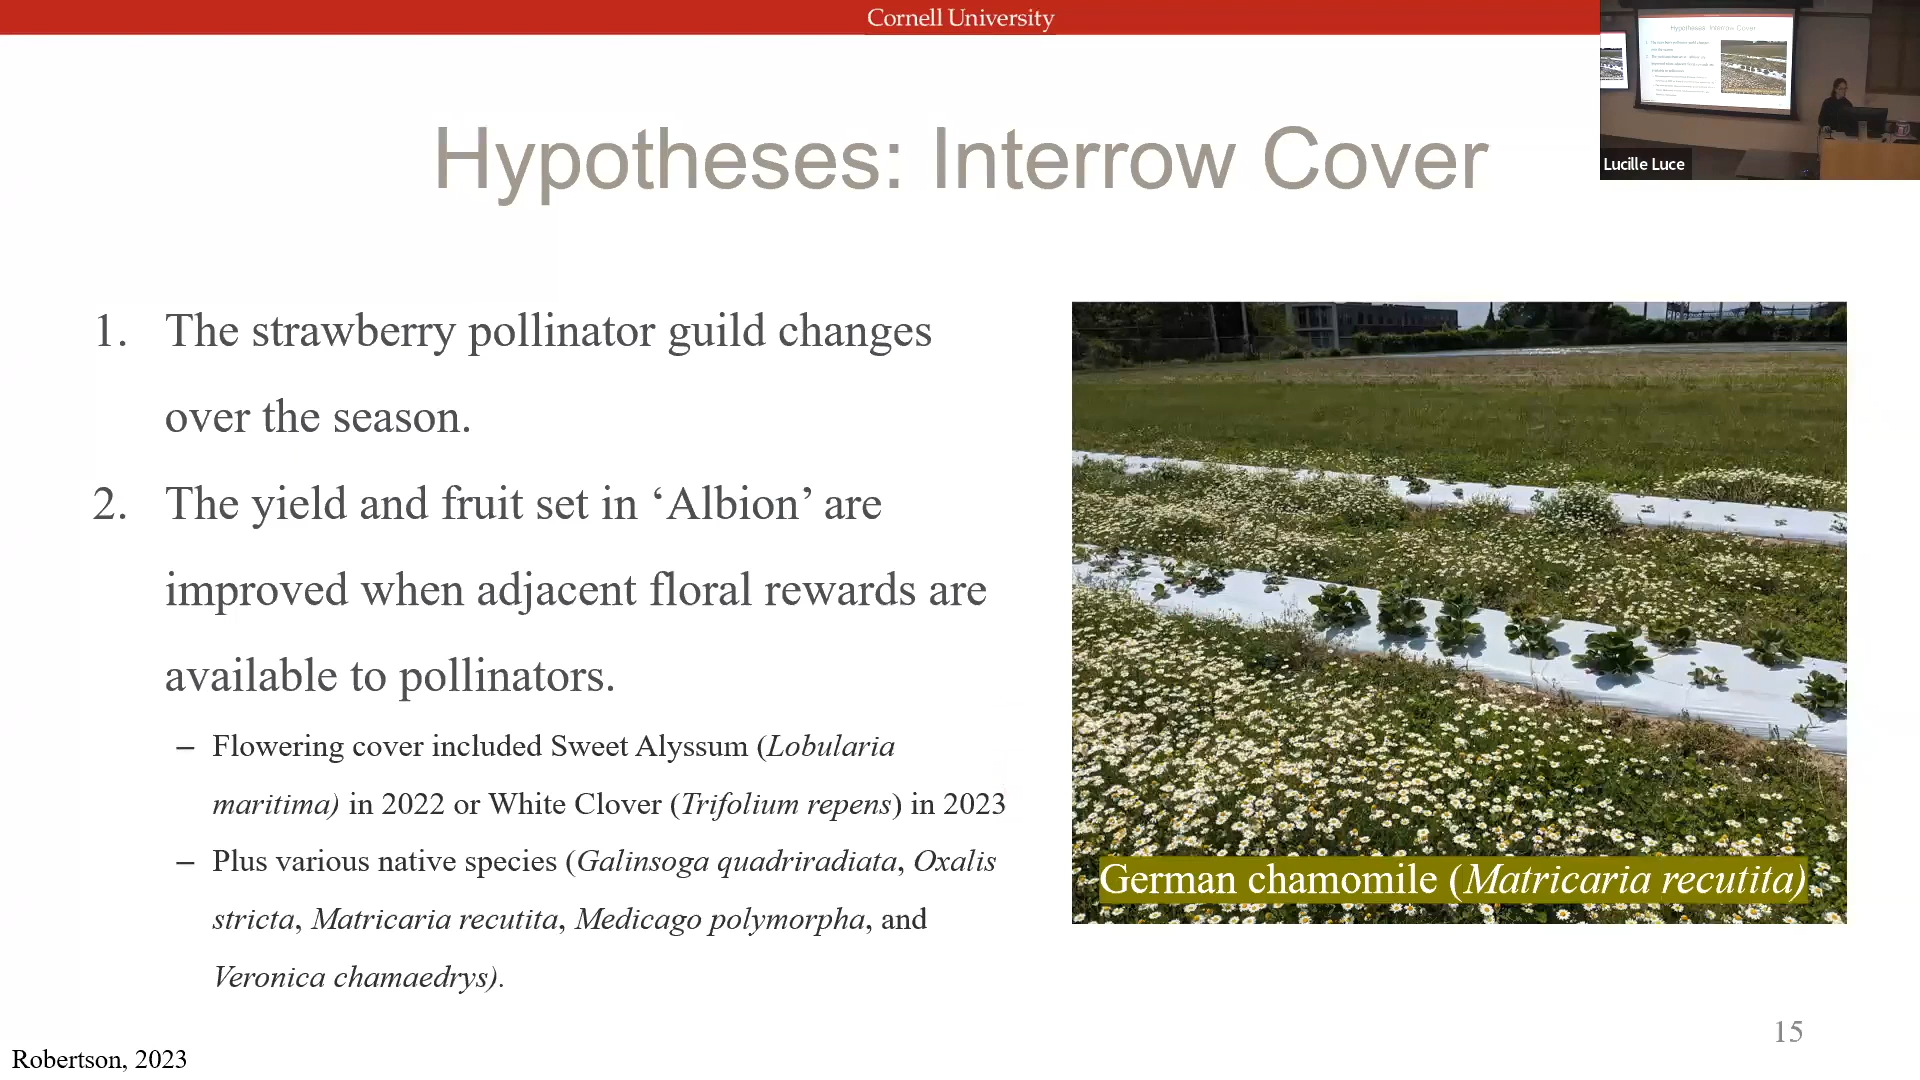 Cornell University
Hypotheses: Interrow Cover
Lucille Luce
1. The strawberry pollinator guild changes
over the season.
2. The yield and fruit set in ‘Albion’ are
improved when adjacent floral rewards are
available to pollinators.
– Flowering cover included Sweet Alyssum (Lobularia
maritima) in 2022 or White Clover (Trifolium repens) in 2023
– Plus various native species (Galinsoga quadriradiata, Oxalis
stricta, Matricaria recutita, Medicago polymorpha, and
Veronica chamaedrys).
German chamomile (Matricaria recutita)
15
Robertson, 2023